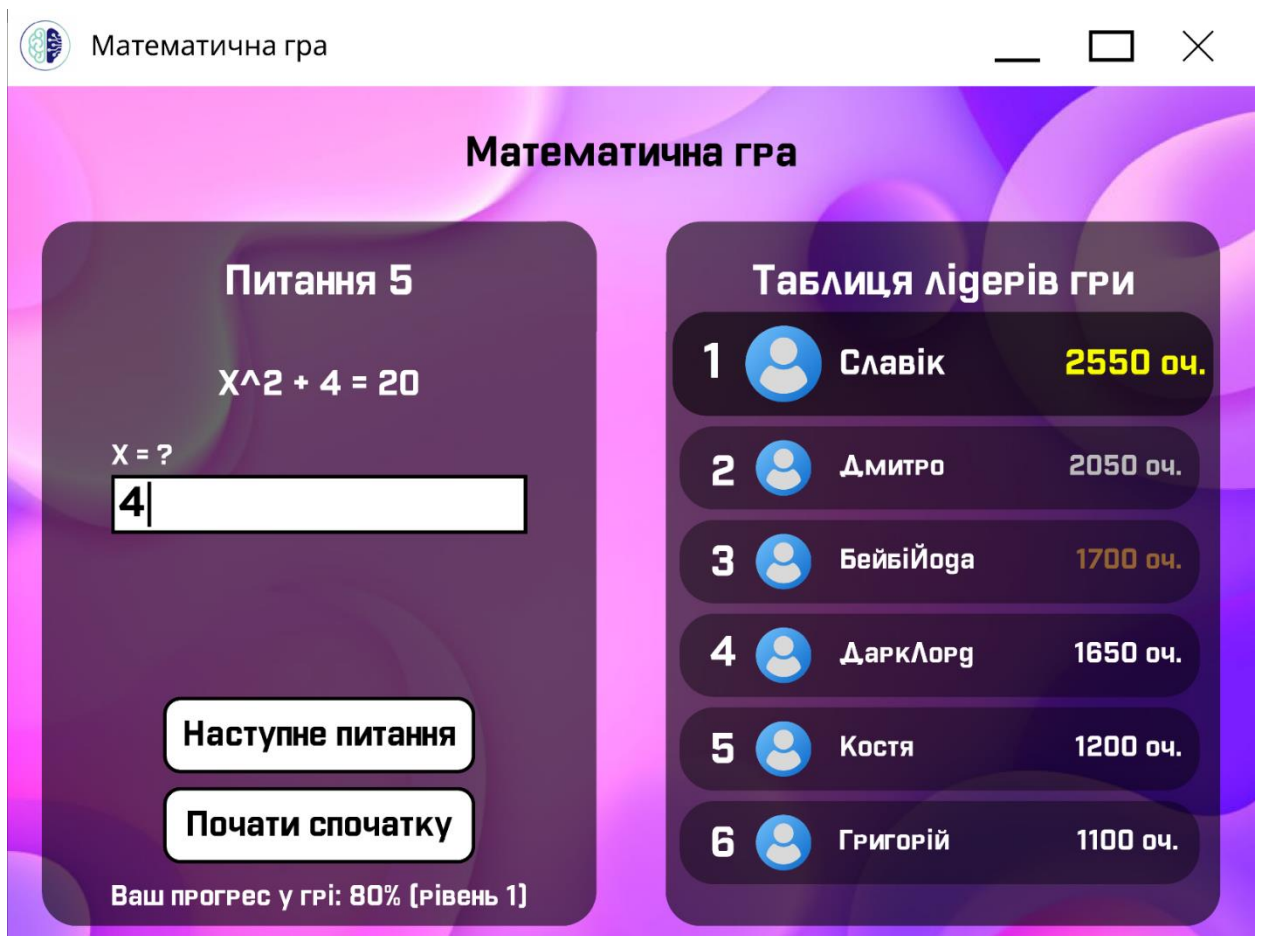 Математична гра
Математична гра
Питання 5
X^2 + 4 = 20
X = ?
4
Наступне питання
Почати спочатку
Ваш прогрес у грі: 80% (рівень 1)
Таблиця лідерів гри
1 Славік 2550 оч.
2 Дмитро 2050 оч.
3 БейбіЙода 1700 оч.
4 ДаркЛорд 1650 оч.
5 Костя 1200 оч.
6 Григорій 1100 оч.